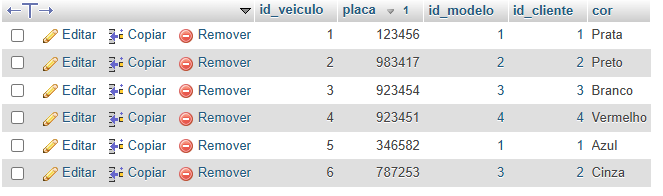 id_veiculo placa 1 id_modelo id_cliente cor
Editar Copiar Remover 1 123456 1 1 Prata
Editar Copiar Remover 2 983417 2 2 Preto
Editar Copiar Remover 3 923454 3 3 Branco
Editar Copiar Remover 4 923451 4 4 Vermelho
Editar Copiar Remover 5 346582 1 1 Azul
Editar Copiar Remover 6 787253 3 2 Cinza